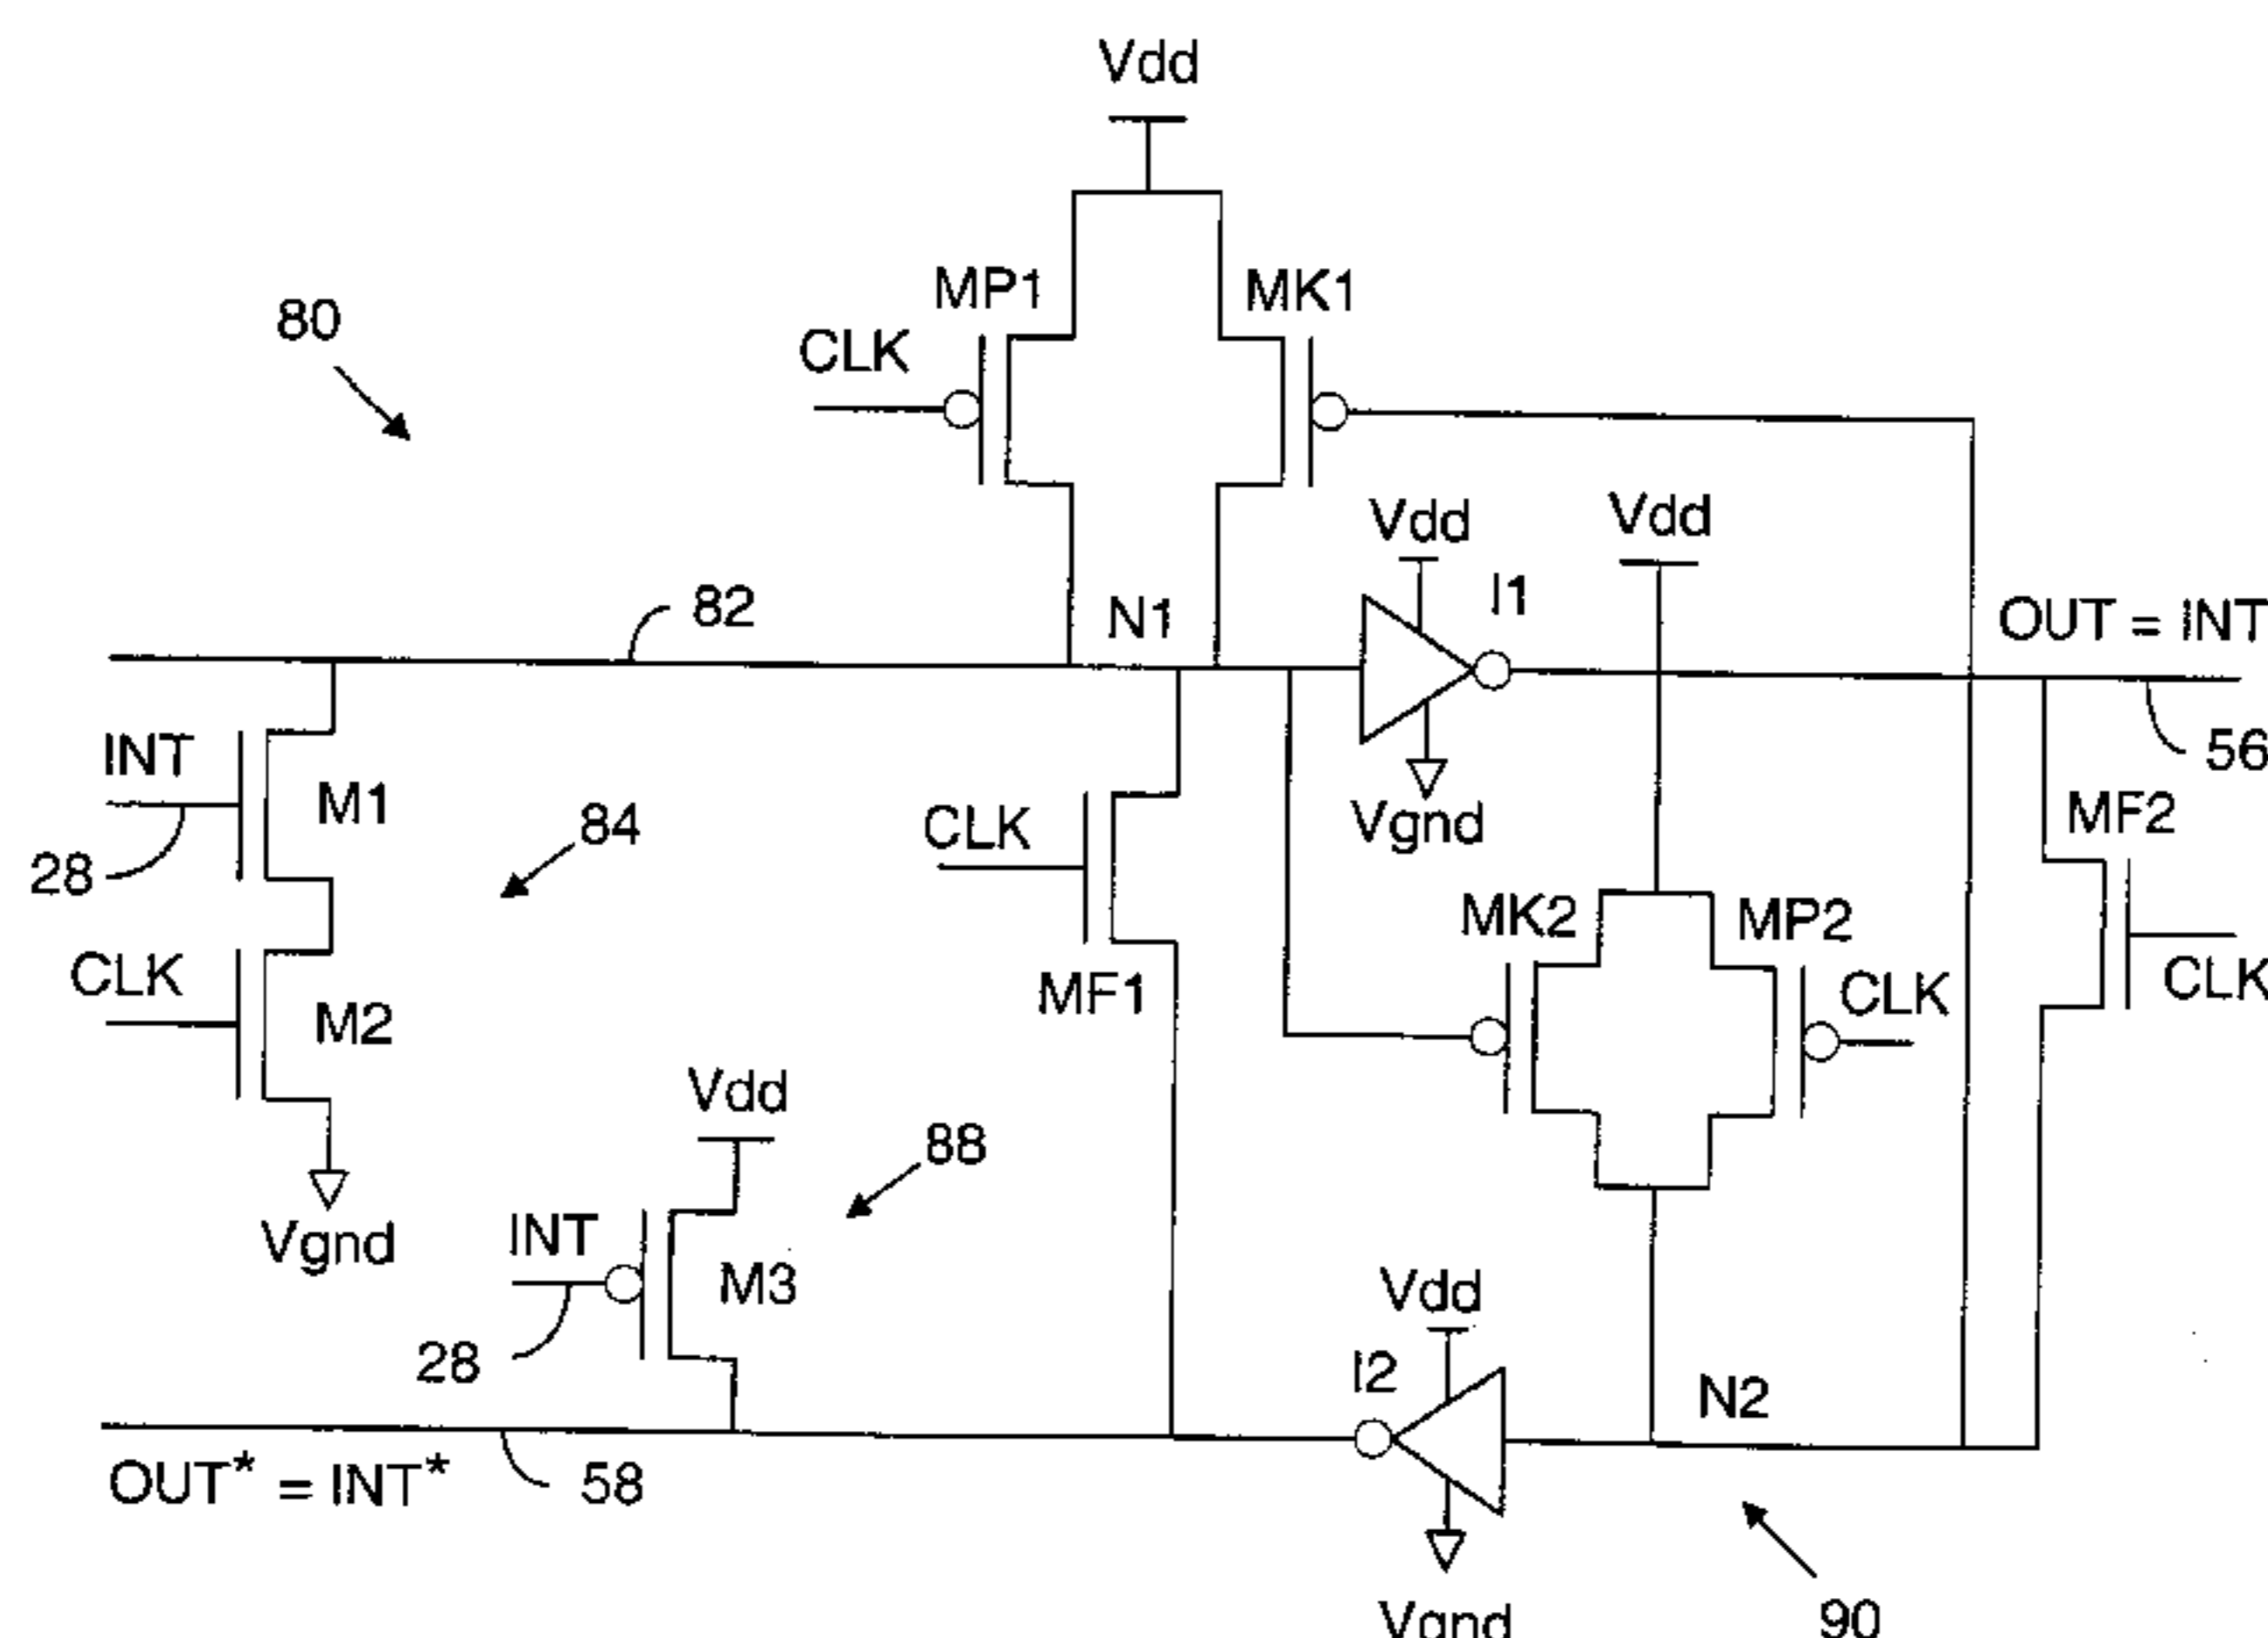 Vdd
MP1
MK1
80
CLK
Vdd
Vdd
82
N1
I1
OUT = INT
INT
M1
84
CLK
Vgnd
56
MF2
28
MK2
MP2
CLK
M2
MF1
CLK
CLK
Vdd
88
Vgnd
INT
M3
Vdd
28
I2
N2
OUT* = INT*
58
Vgnd
90